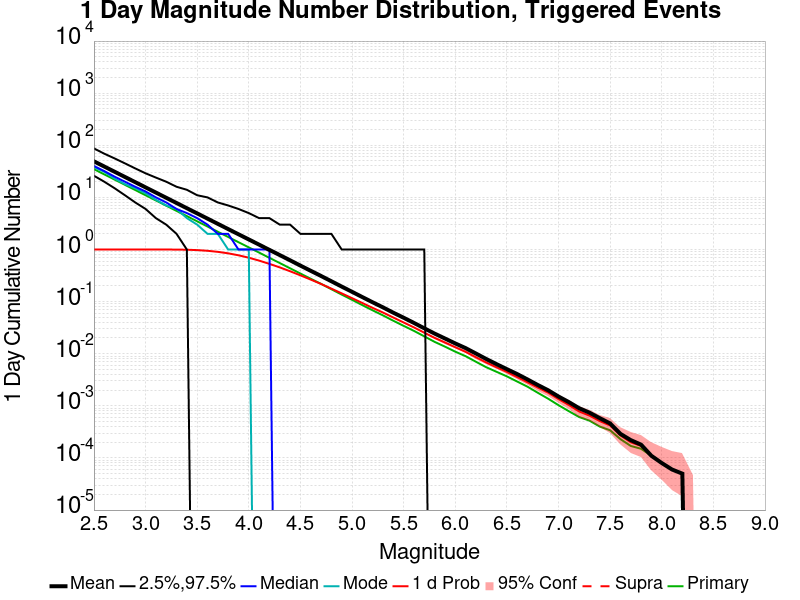 1 Day Magnitude Number Distribution, Triggered Events
10 4
10 3
10 2
10 1
10 0
10 -1
10 -2
10 -3
10 -4
10 -5
1 Day Cumulative Number
2.5 3.0 3.5 4.0 4.5 5.0 5.5 6.0 6.5 7.0 7.5 8.0 8.5 9.0
Magnitude
Mean 2.5%,97.5% Median Mode 1 d Prob 95% Conf Supra Primary